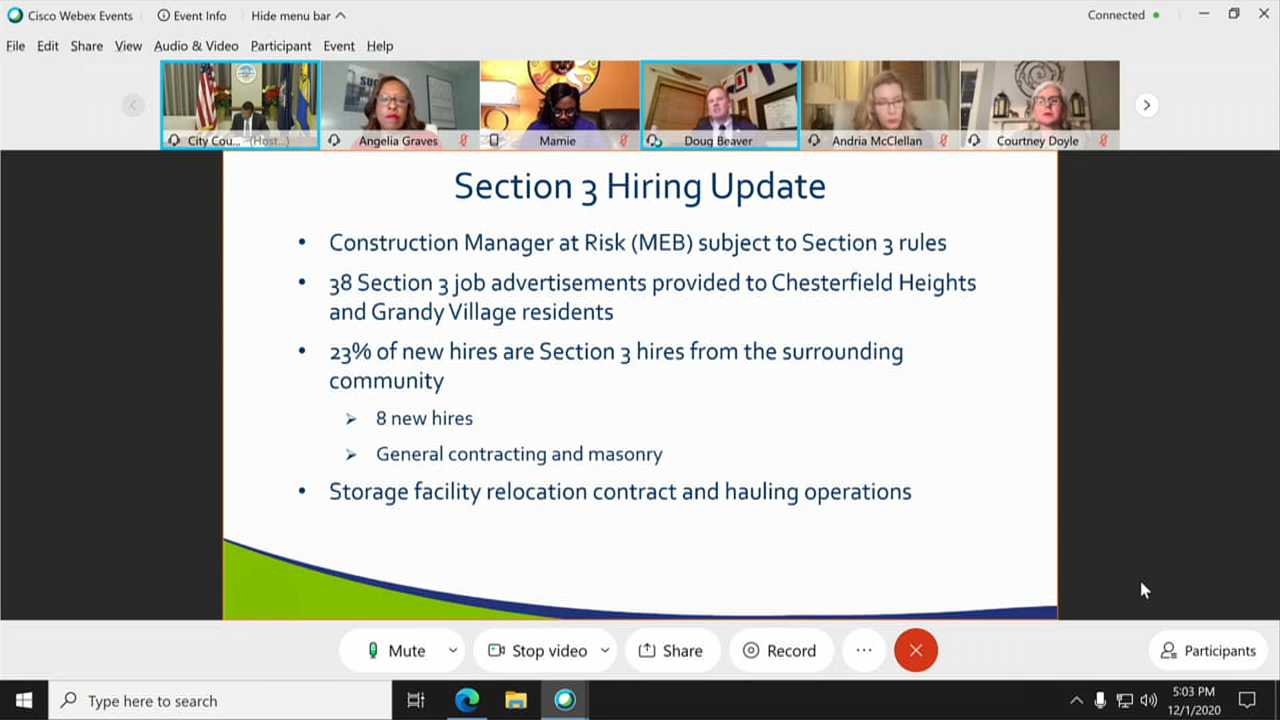 Cisco Webex Events
Event Info
Hide menu bar
Connected
File Edit Share View Audio & Video Participant Event Help
City Cou... (Host...)
Angelia Graves
Mamie
Doug Beaver
Andria McClellan
Courtney Doyle
Section 3 Hiring Update
• Construction Manager at Risk (MEB) subject to Section 3 rules
• 38 Section 3 job advertisements provided to Chesterfield Heights
and Grandy Village residents
• 23% of new hires are Section 3 hires from the surrounding
community
➢ 8 new hires
➢ General contracting and masonry
• Storage facility relocation contract and hauling operations
Mute
Stop video
Share
Record
Participants
Type here to search
5:03 PM
12/1/2020